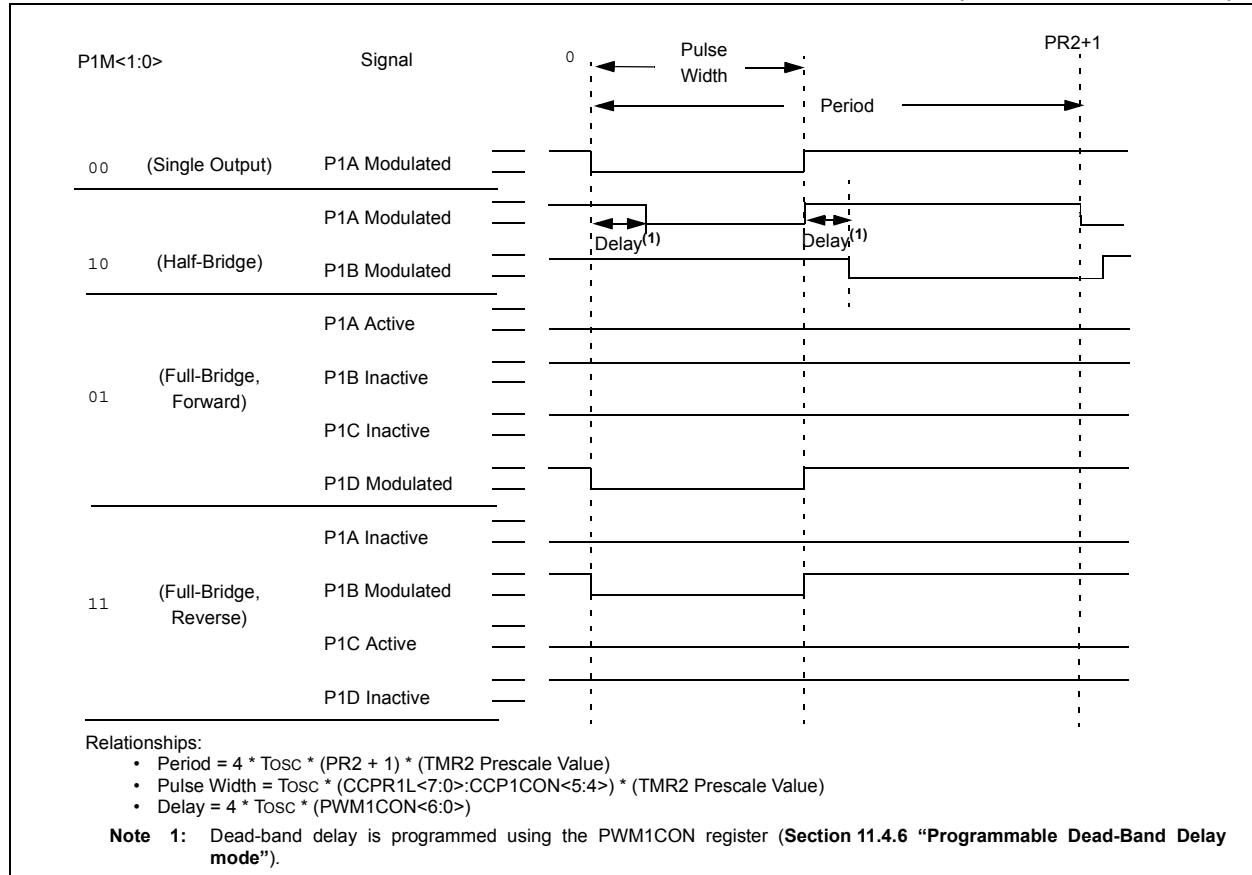 P1M<1:0> Signal 0 Pulse Width PR2+1
Period
00 (Single Output) P1A Modulated
P1A Modulated
Delay(1) Delay(1)
10 (Half-Bridge) P1B Modulated
P1A Active
01 (Full-Bridge, Forward) P1B Inactive
P1C Inactive
P1D Modulated
P1A Inactive
11 (Full-Bridge, Reverse) P1B Modulated
P1C Active
P1D Inactive
Relationships:
• Period = 4 * TOSC * (PR2 + 1) * (TMR2 Prescale Value)
• Pulse Width = TOSC * (CCPR1L<7:0>:CCP1CON<5:4>) * (TMR2 Prescale Value)
• Delay = 4 * TOSC * (PWM1CON<6:0>)
Note 1: Dead-band delay is programmed using the PWM1CON register (Section 11.4.6 “Programmable Dead-Band Delay
mode”).